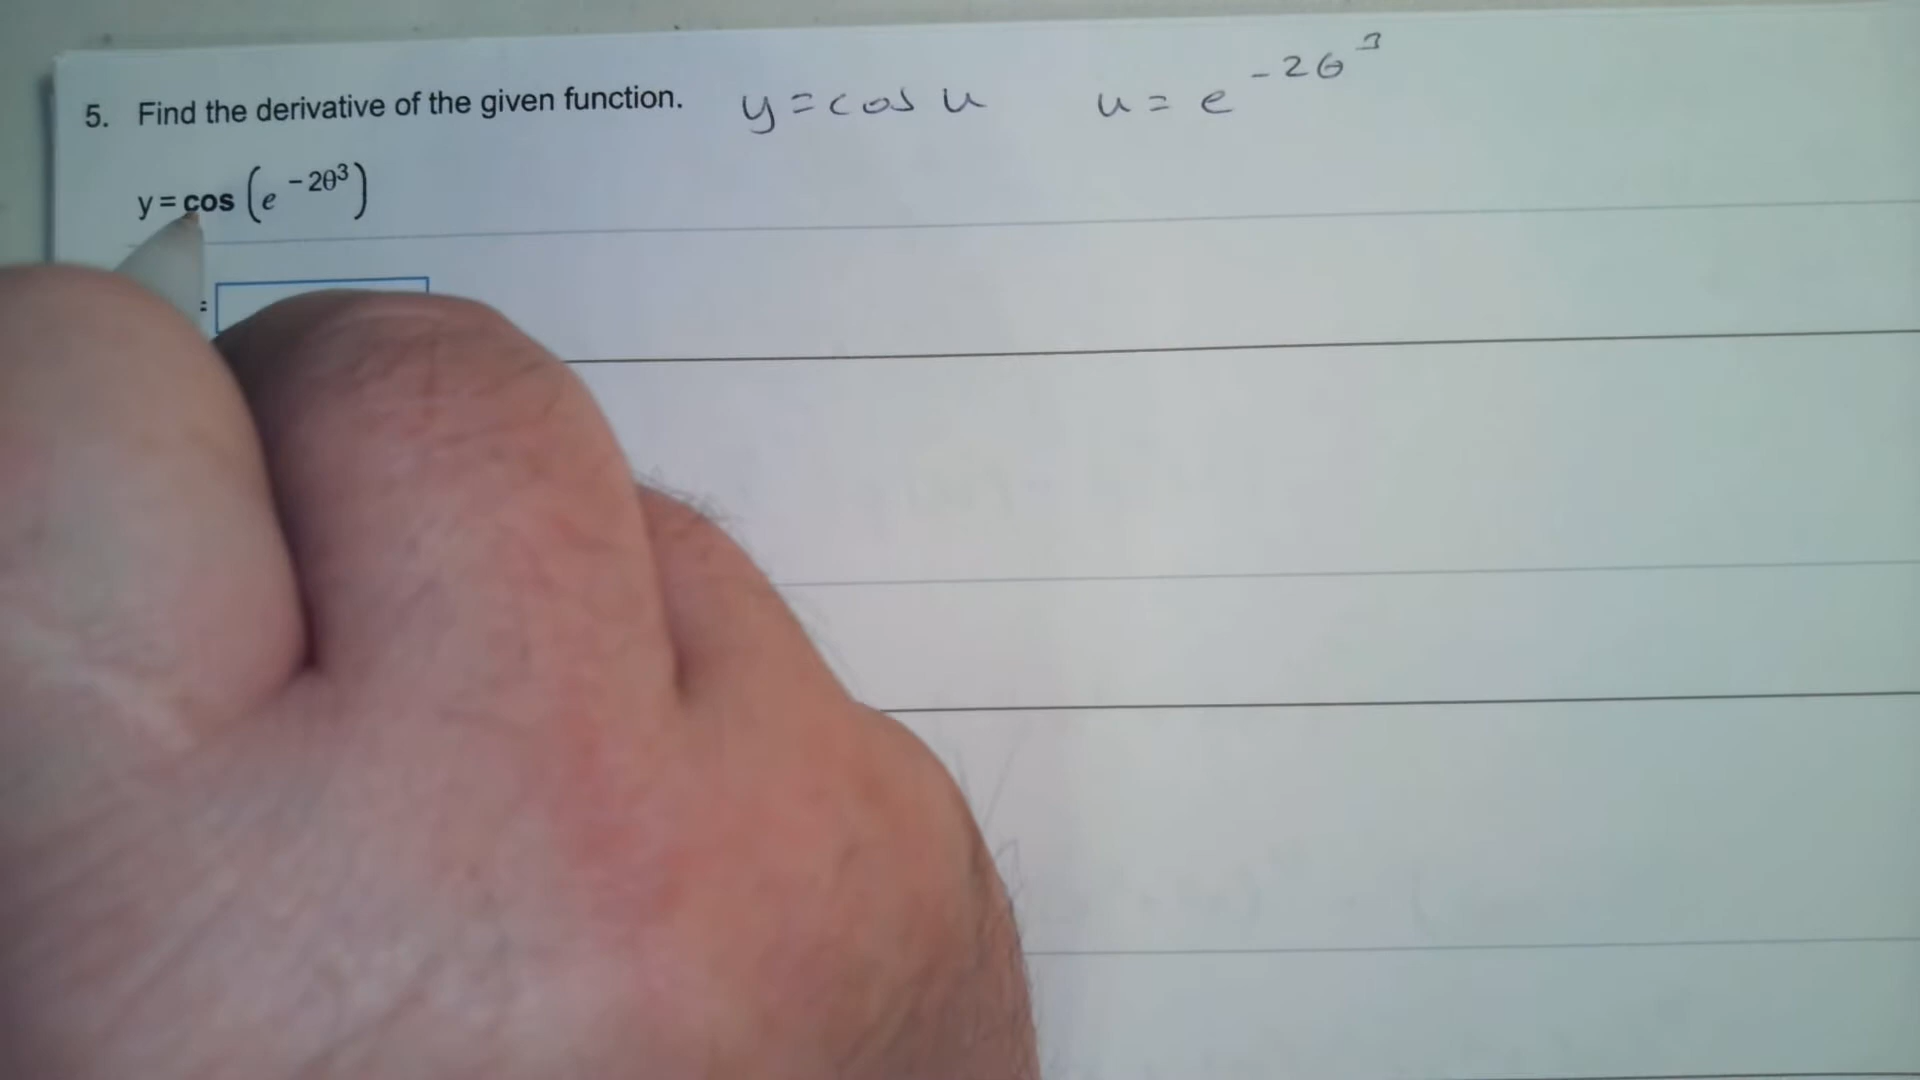 5. Find the derivative of the given function. y = cos u u = e^{-2θ^3}
y = cos (e^{-2θ^3})
=